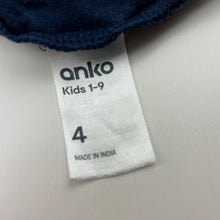 anko
Kids 1-9
4
MADE IN INDIA